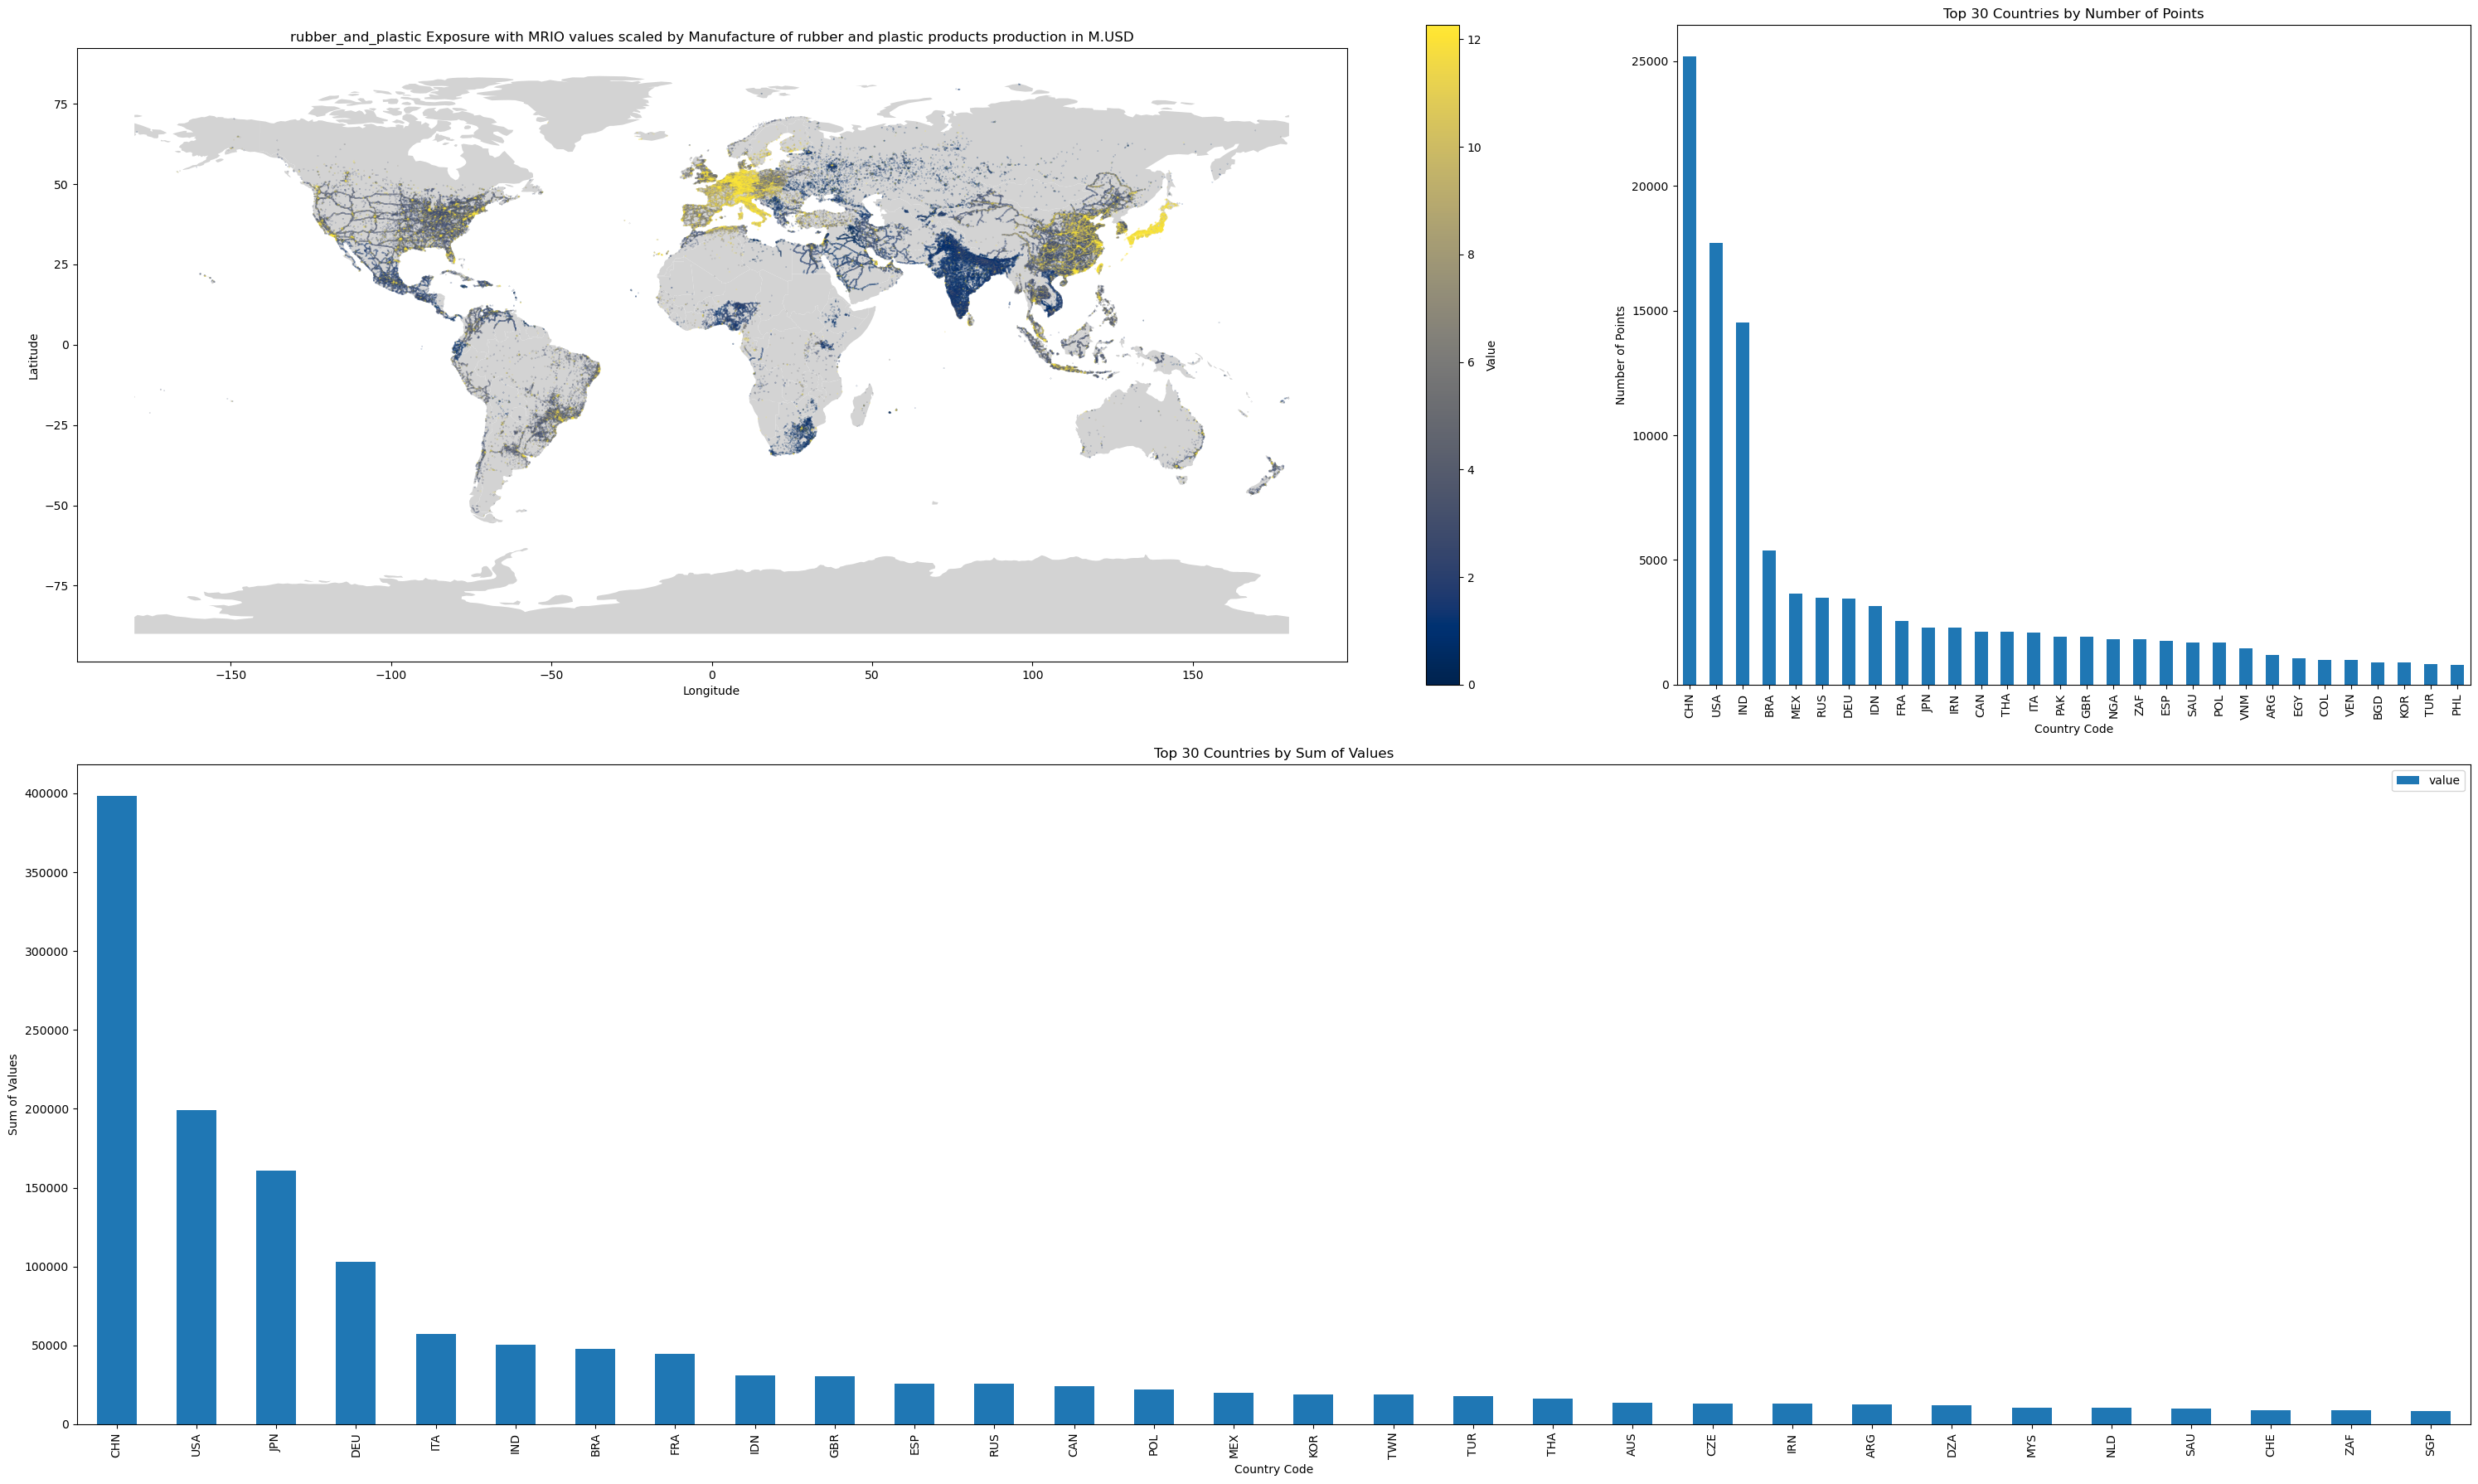 rubber_and_plastic Exposure with MRIO values scaled by Manufacture of rubber and plastic products production in M.USD
75
50
25
0
−25
−50
−75
Latitude
−150
−100
−50
0
50
100
150
Longitude
12
10
8
6
4
2
0
Value
Top 30 Countries by Number of Points
25000
20000
15000
10000
5000
0
Number of Points
CHN
USA
IND
BRA
MEX
RUS
DEU
IDN
FRA
JPN
IRN
CAN
THA
ITA
PAK
GBR
NGA
ZAF
ESP
SAU
POL
VNM
ARG
EGY
COL
VEN
BGD
KOR
TUR
PHL
Country Code
Top 30 Countries by Sum of Values
value
400000
350000
300000
250000
200000
150000
100000
50000
0
Sum of Values
CHN
USA
JPN
DEU
ITA
IND
BRA
FRA
IDN
GBR
ESP
RUS
CAN
POL
MEX
KOR
TWN
TUR
THA
AUS
CZE
IRN
ARG
DZA
MYS
NLD
SAU
CHE
ZAF
SGP
Country Code